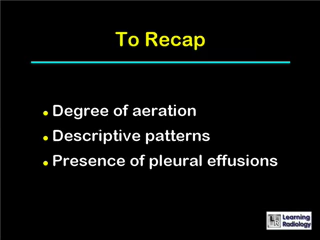 To Recap
Degree of aeration
Descriptive patterns
Presence of pleural effusions
Learning
Radiology